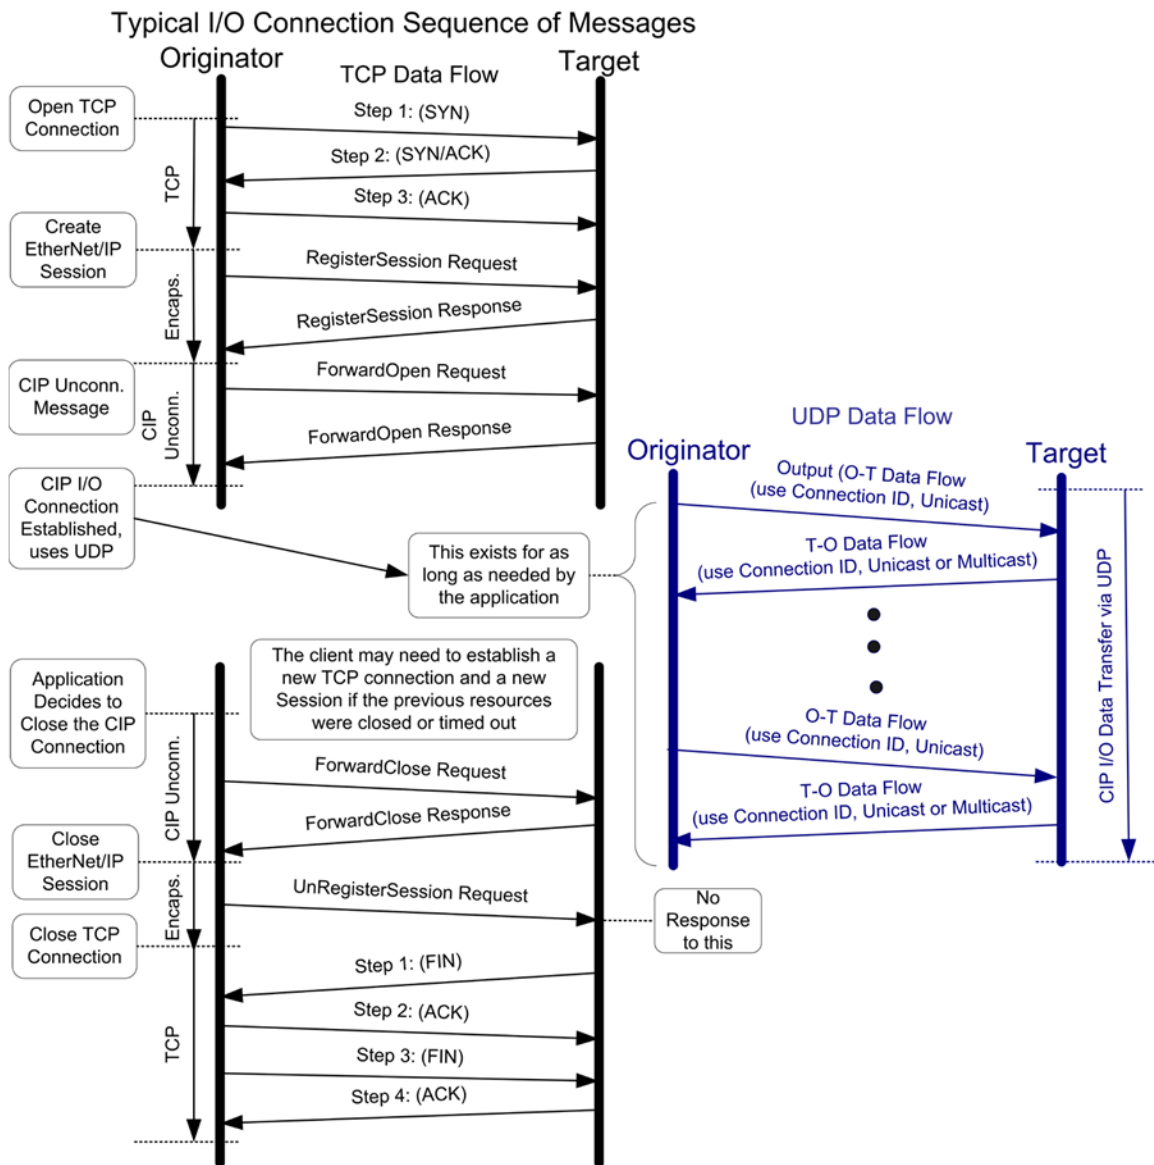 Typical I/O Connection Sequence of Messages
Originator
TCP Data Flow
Target
Open TCP
Connection
Step 1: (SYN)
Step 2: (SYN/ACK)
TCP
Step 3: (ACK)
Create
EtherNet/IP
Session
RegisterSession Request
Encaps.
RegisterSession Response
CIP Unconn.
Message
ForwardOpen Request
CIP
Unconn.
ForwardOpen Response
CIP I/O
Connection
Established,
uses UDP
This exists for as
long as needed by
the application
UDP Data Flow
Originator
Target
Output (O-T Data Flow
(use Connection ID, Unicast)
T-O Data Flow
(use Connection ID, Unicast or Multicast)
O-T Data Flow
(use Connection ID, Unicast)
T-O Data Flow
(use Connection ID, Unicast or Multicast)
CIP I/O Data Transfer via UDP
The client may need to establish a
new TCP connection and a new
Session if the previous resources
were closed or timed out
Application
Decides to
Close the CIP
Connection
CIP Unconn.
ForwardClose Request
ForwardClose Response
Close
EtherNet/IP
Session
Encaps.
UnRegisterSession Request
No
Response
to this
Close TCP
Connection
Step 1: (FIN)
Step 2: (ACK)
TCP
Step 3: (FIN)
Step 4: (ACK)